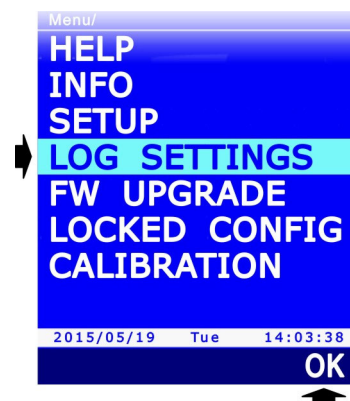 Menu/
HELP
INFO
SETUP
LOG SETTINGS
FW UPGRADE
LOCKED CONFIG
CALIBRATION
2015/05/19 Tue 14:03:38
OK